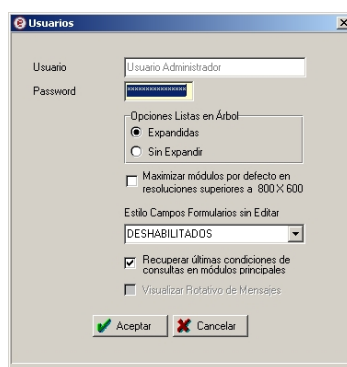 Usuarios
Usuario
Usuario Administrador
Password
****************
Opciones Listas en Árbol
Expandidas
Sin Expandir
Maximizar módulos por defecto en
resoluciones superiores a 800 X 600
Estilo Campos Formularios sin Editar
DESHABILITADOS
Recuperar últimas condiciones de
consultas en módulos principales
Visualizar Rotativo de Mensajes
Aceptar
Cancelar